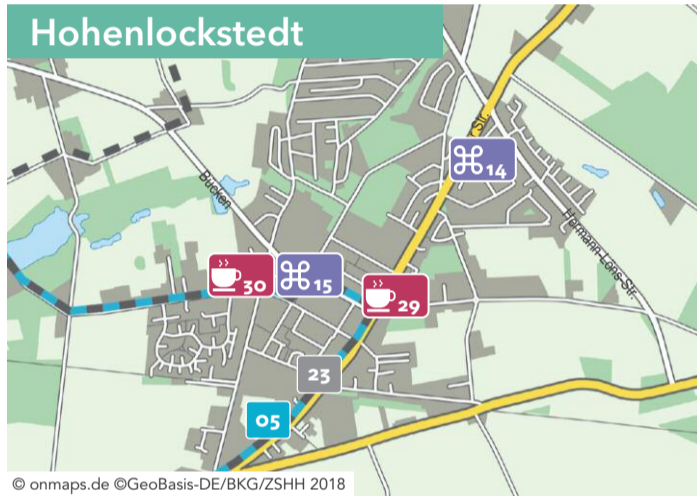 Hohenlockstedt
Str.
14
Bücken
Hermann-Löns-Str.
30
15
29
23
05
© onmaps.de ©GeoBasis-DE/BKG/ZSHH 2018